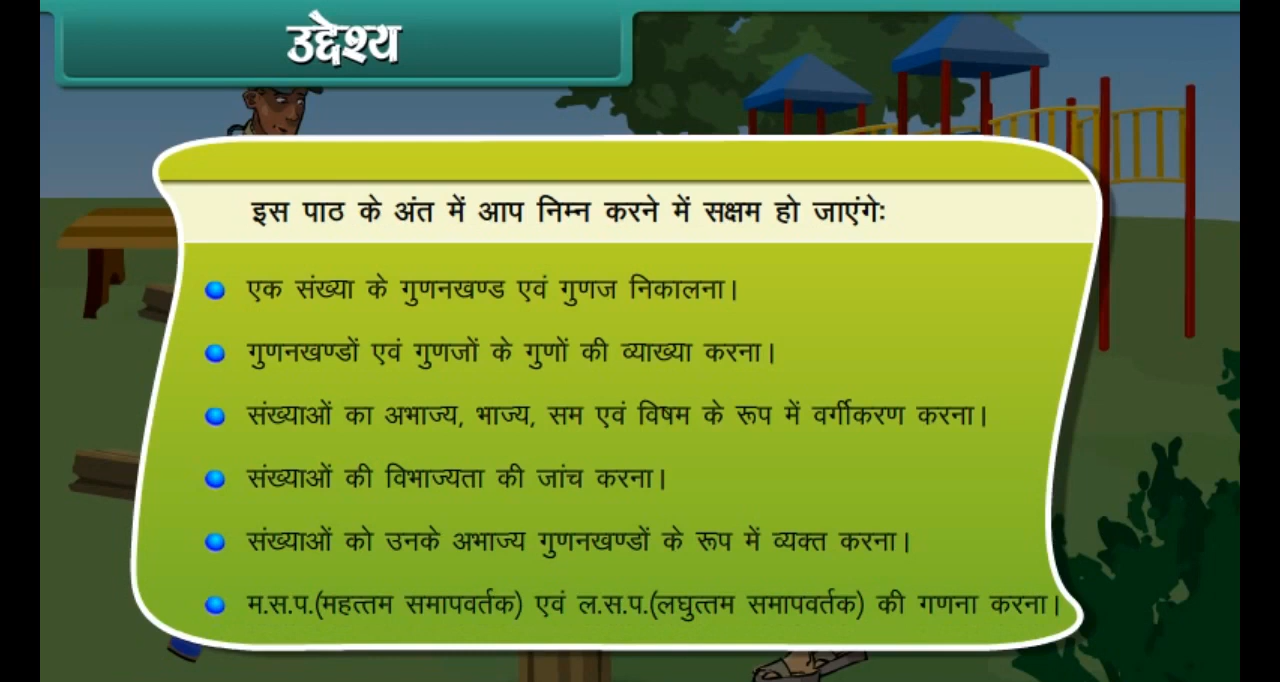 उद्देश्य
इस पाठ के अंत में आप निम्न करने में सक्षम हो जाएंगे:
एक संख्या के गुणनखण्ड एवं गुणज निकालना।
गुणनखण्डों एवं गुणजों के गुणों की व्याख्या करना।
संख्याओं का अभाज्य, भाज्य, सम एवं विषम के रूप में वर्गीकरण करना।
संख्याओं की विभाज्यता की जांच करना।
संख्याओं को उनके अभाज्य गुणनखण्डों के रूप में व्यक्त करना।
म.स.प.(महत्तम समापवर्तक) एवं ल.स.प.(लघुत्तम समापवर्तक) की गणना करना।